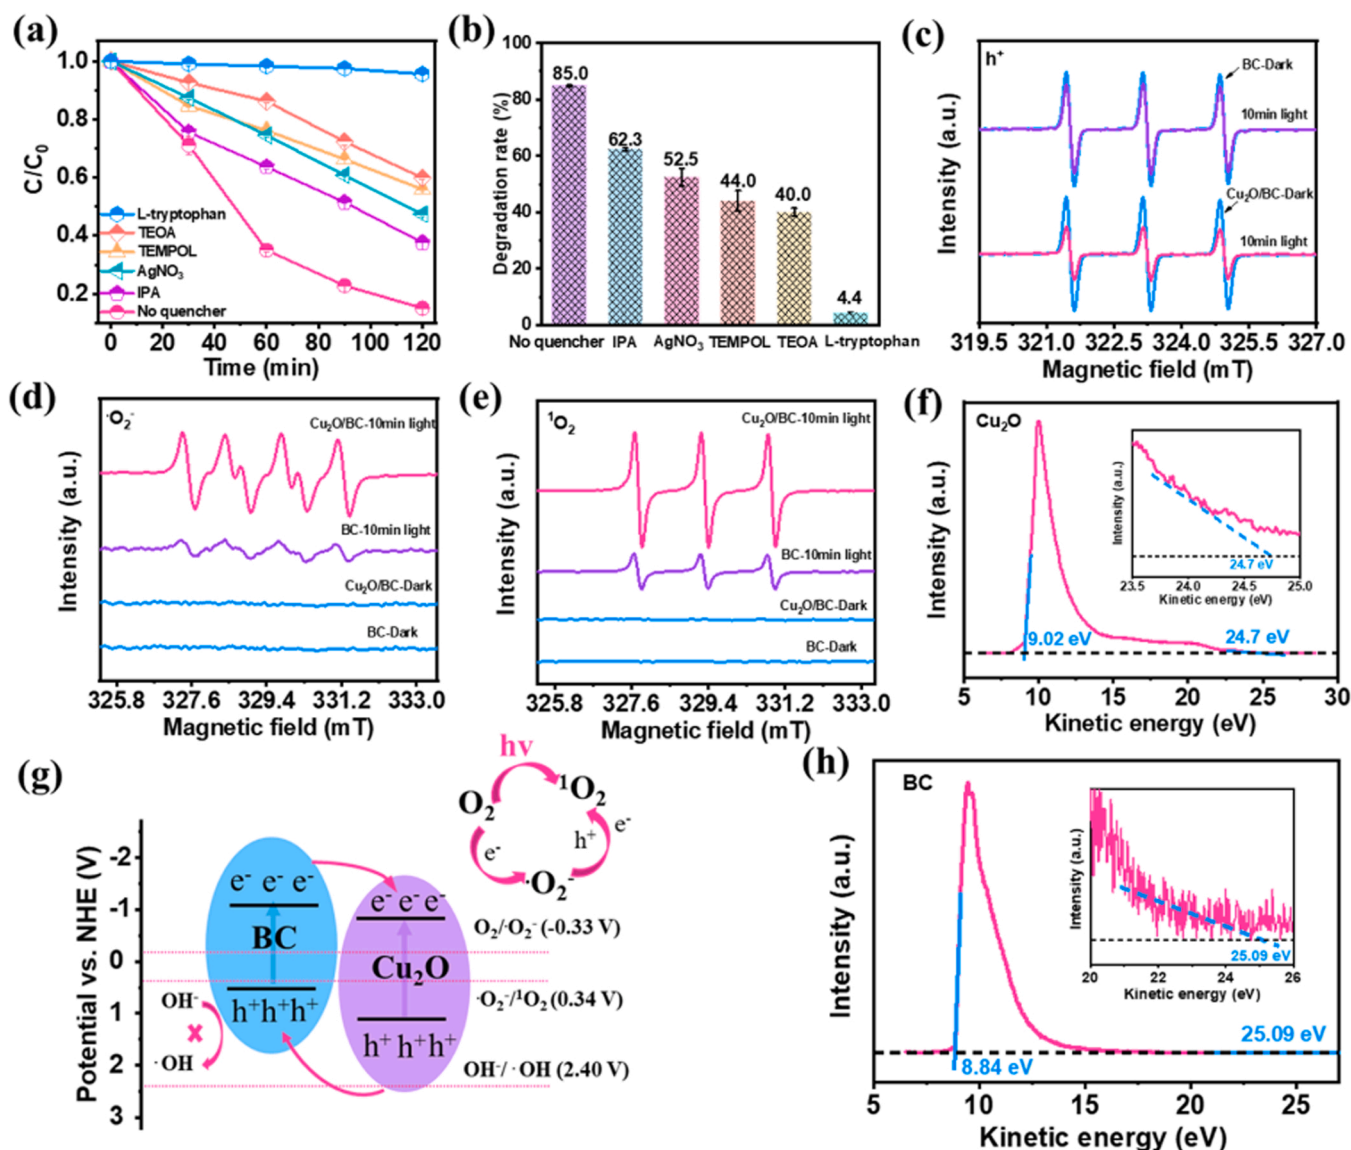 (a)
1.0
0.8
0.6
0.4
0.2
C/C₀
L-tryptophan
TEOA
TEMPOL
AgNO₃
IPA
No quencher
0 20 40 60 80 100 120
Time (min)
(b)
100
80
60
40
20
0
Degradation rate (%)
85.0
62.3
52.5
44.0
40.0
4.4
No quencher IPA AgNO₃ TEMPOL TEOA L-tryptophan
(c)
h⁺
BC-Dark
10min light
Cu₂O/BC-Dark
10min light
Intensity (a.u.)
319.5 321.0 322.5 324.0 325.5 327.0
Magnetic field (mT)
(d)
·O₂⁻
Cu₂O/BC-10min light
BC-10min light
Cu₂O/BC-Dark
BC-Dark
Intensity (a.u.)
325.8 327.6 329.4 331.2 333.0
Magnetic field (mT)
(e)
¹O₂
Cu₂O/BC-10min light
BC-10min light
Cu₂O/BC-Dark
BC-Dark
Intensity (a.u.)
325.8 327.6 329.4 331.2 333.0
Magnetic field (mT)
(f)
Cu₂O
Intensity (a.u.)
24.7 eV
23.5 24.0 24.5 25.0
Kinetic energy (eV)
9.02 eV
24.7 eV
Intensity (a.u.)
5 10 15 20 25 30
Kinetic energy (eV)
(g)
hv
O₂
¹O₂
e⁻
h⁺
e⁻
·O₂⁻
Potential vs. NHE (V)
-2
-1
0
1
2
3
e⁻ e⁻ e⁻
BC
h⁺h⁺h⁺
e⁻ e⁻ e⁻
Cu₂O
h⁺ h⁺ h⁺
OH⁻
·OH
O₂/·O₂⁻ (-0.33 V)
·O₂⁻/¹O₂ (0.34 V)
OH⁻/ ·OH (2.40 V)
(h)
BC
Intensity (a.u.)
25.09 eV
20 22 24 26
Kinetic energy (eV)
25.09 eV
8.84 eV
Intensity (a.u.)
5 10 15 20 25
Kinetic energy (eV)